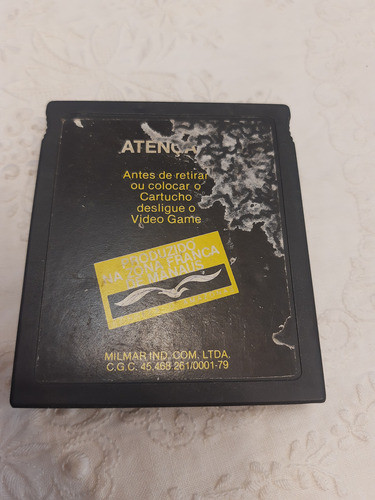 ATENÇA
Antes de retirar
ou colocar o
Cartucho
desligue o
Video Game
PRODUZIDO
NA ZONA FRANCA
DE MANAUS
MILMAR IND. COM. LTDA.
C.G.C. 45.469 261/0001-79